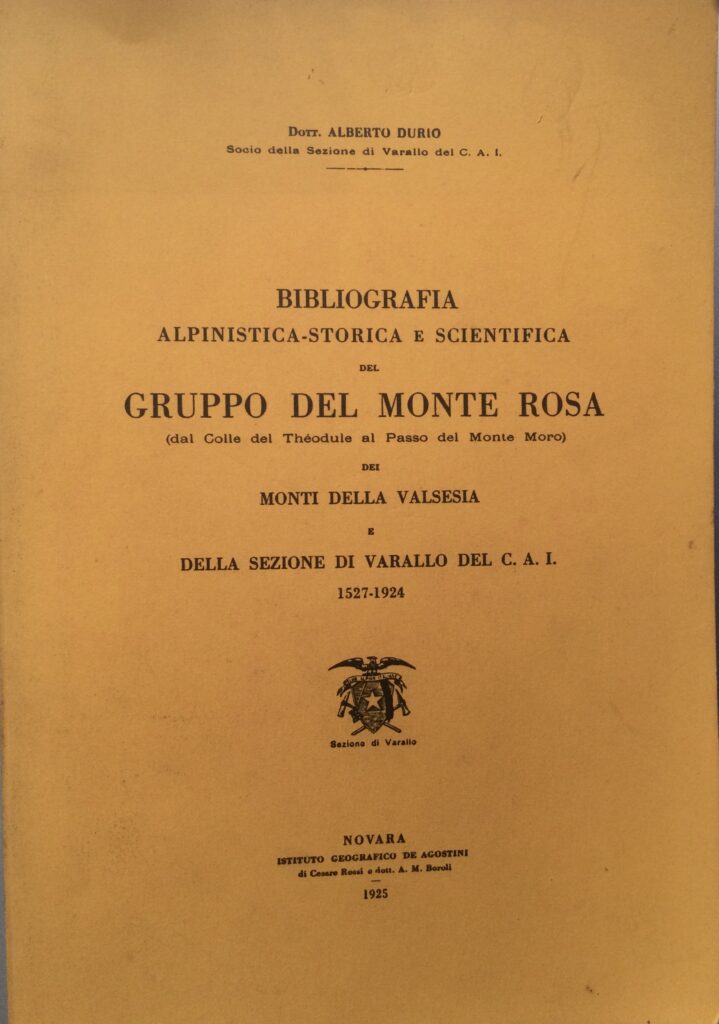 Dott. ALBERTO DURIO
Socio della Sezione di Varallo del C. A. I.
BIBLIOGRAFIA
ALPINISTICA-STORICA E SCIENTIFICA
DEL
GRUPPO DEL MONTE ROSA
(dal Colle del Théodule al Passo del Monte Moro)
DEI
MONTI DELLA VALSESIA
E
DELLA SEZIONE DI VARALLO DEL C. A. I.
1527-1924
Sezione di Varallo
NOVARA
ISTITUTO GEOGRAFICO DE AGOSTINI
di Cesare Rossi e dott. A. M. Boroli
1925